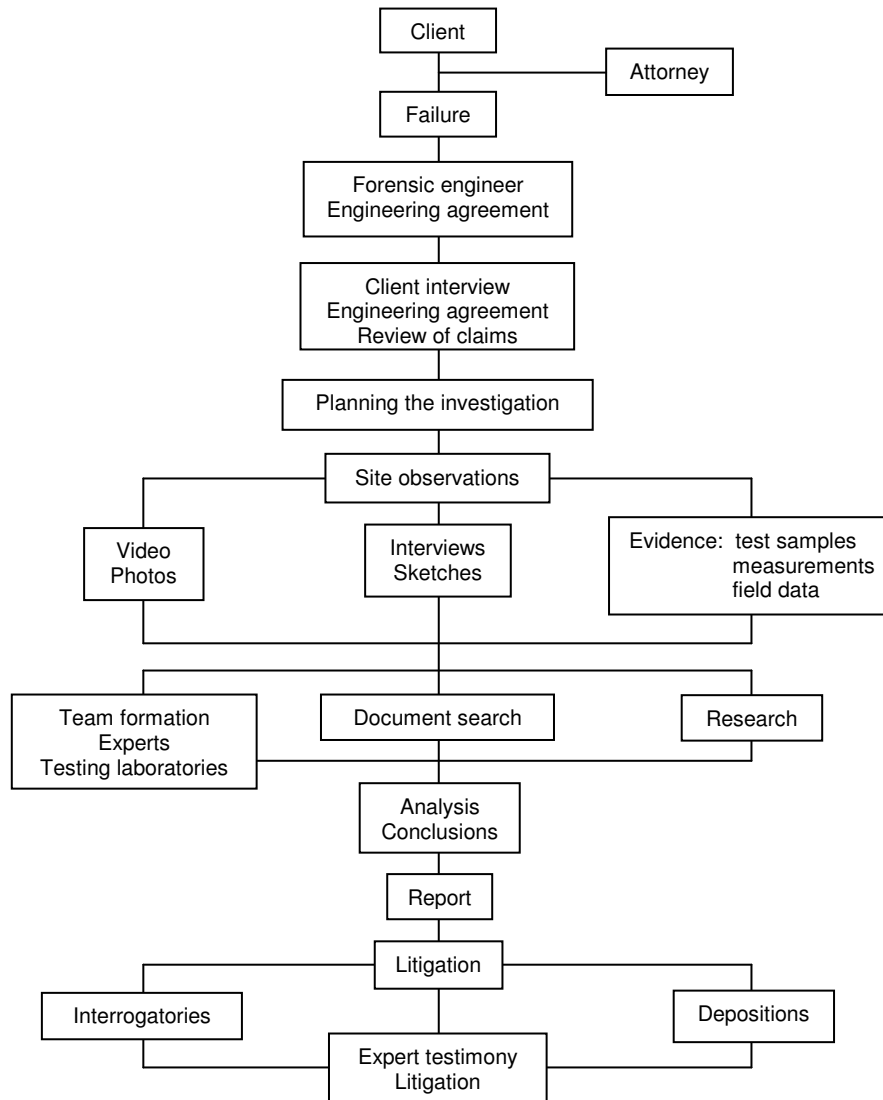 Client
Attorney
Failure
Forensic engineer
Engineering agreement
Client interview
Engineering agreement
Review of claims
Planning the investigation
Site observations
Video
Photos
Interviews
Sketches
Evidence: test samples
measurements
field data
Team formation
Experts
Testing laboratories
Document search
Research
Analysis
Conclusions
Report
Litigation
Interrogatories
Depositions
Expert testimony
Litigation